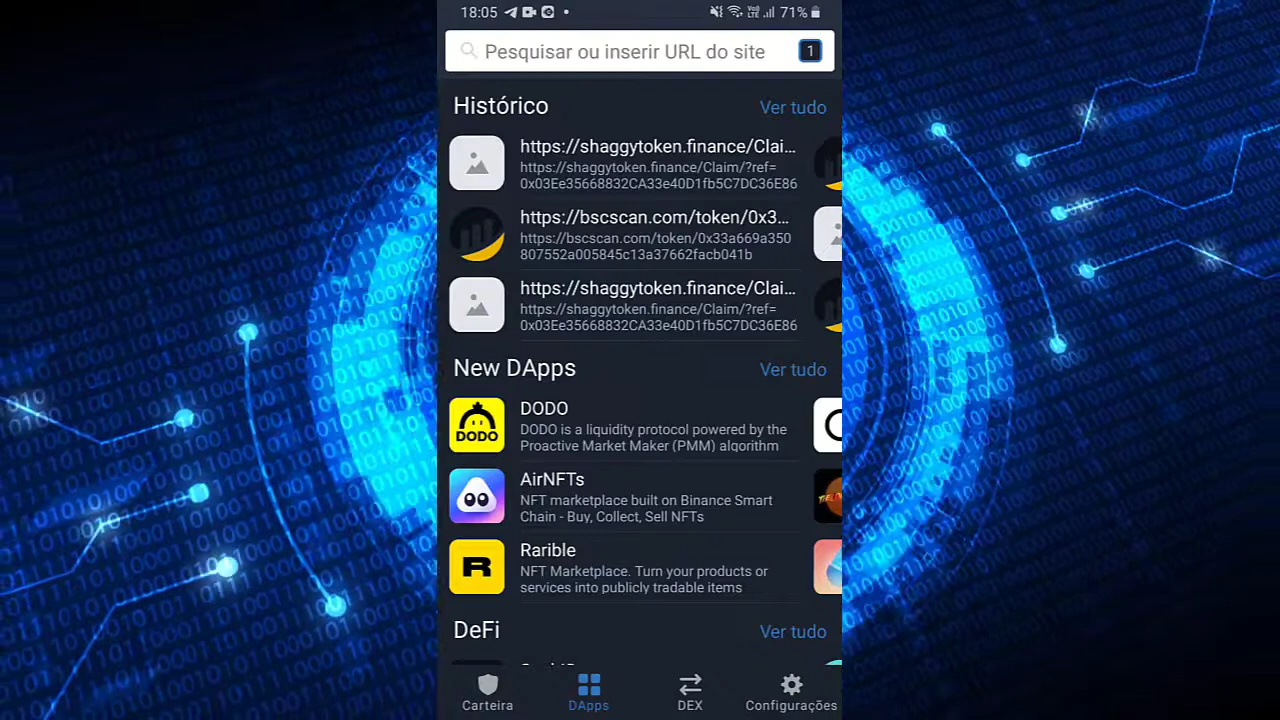 18:05
71%
Pesquisar ou inserir URL do site
1
Histórico
Ver tudo
https://shaggytoken.finance/Clai...
https://shaggytoken.finance/Claim/?ref=
0x03Ee35668832CA33e40D1fb5C7DC36E86
https://bscscan.com/token/0x3...
https://bscscan.com/token/0x33a669a350
807552a005845c13a37662facb041b
https://shaggytoken.finance/Clai...
https://shaggytoken.finance/Claim/?ref=
0x03Ee35668832CA33e40D1fb5C7DC36E86
New DApps
Ver tudo
DODO
DODO
DODO is a liquidity protocol powered by the
Proactive Market Maker (PMM) algorithm
AirNFTs
NFT marketplace built on Binance Smart
Chain - Buy, Collect, Sell NFTs
R
Rarible
NFT Marketplace. Turn your products or
services into publicly tradable items
DeFi
Ver tudo
Carteira
DApps
DEX
Configurações